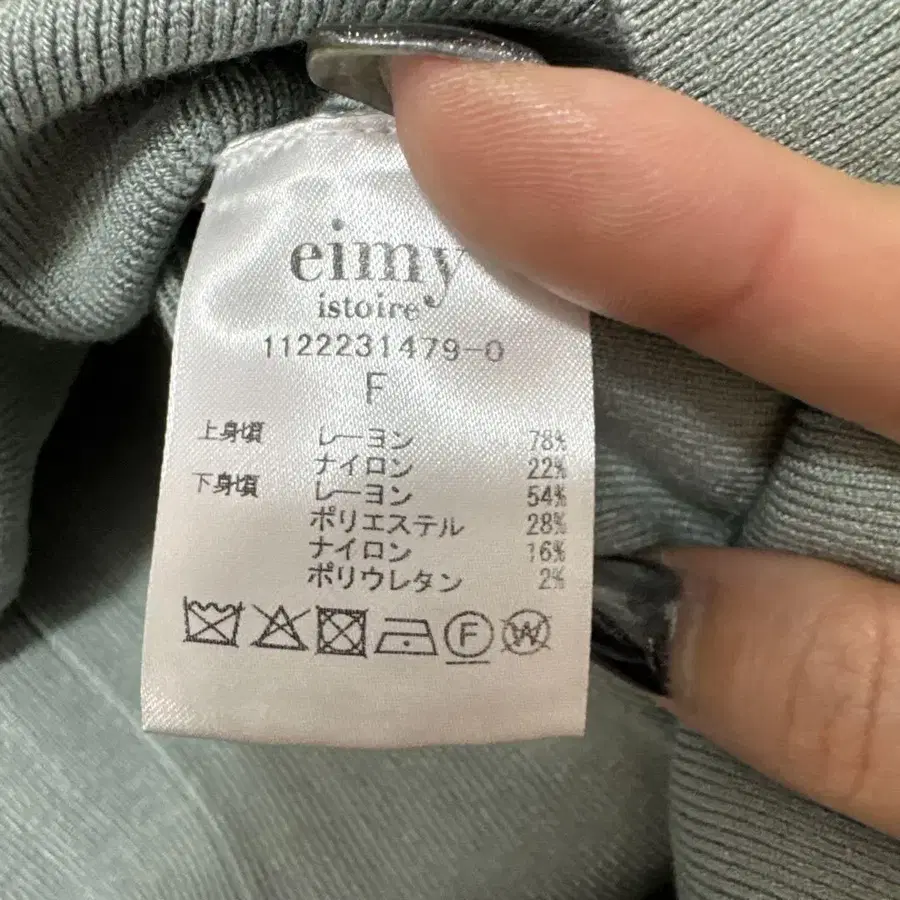 eimy
istoire
1122231479-0
F
上身頃 レーヨン 78%
ナイロン 22%
下身頃 レーヨン 54%
ポリエステル 28%
ナイロン 16%
ポリウレタン 2%
F W